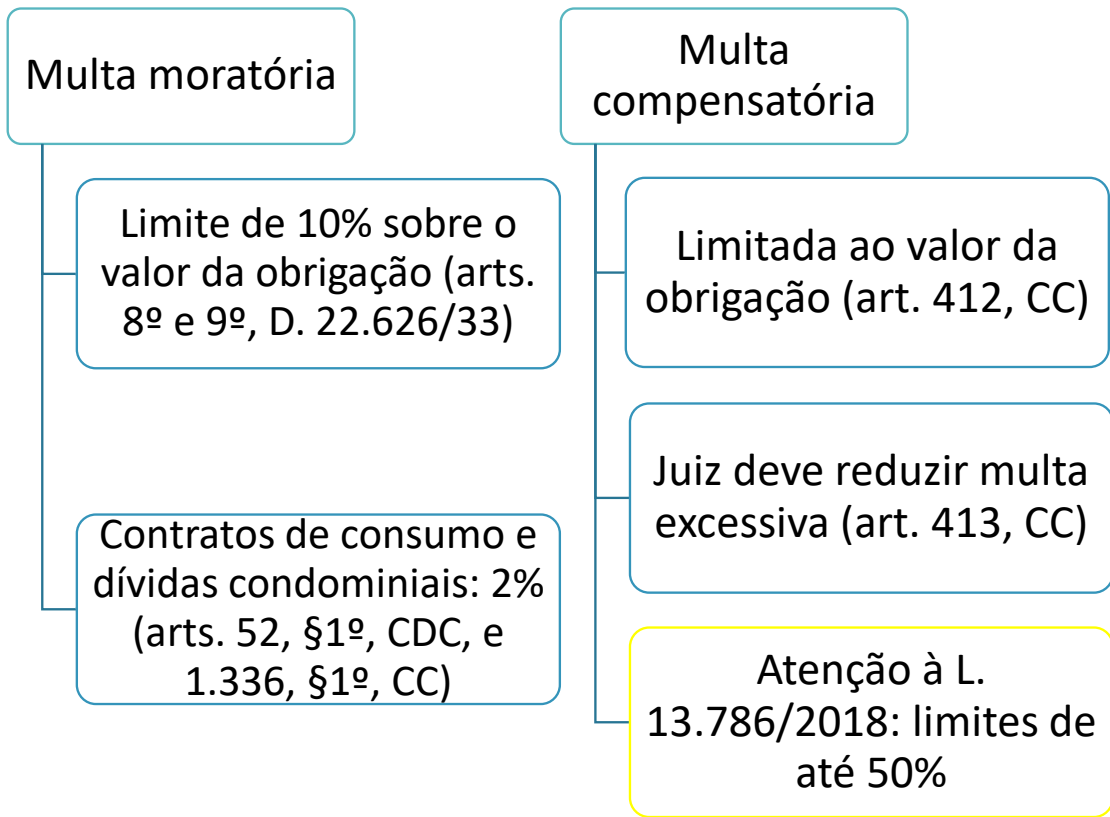 Multa moratória
Limite de 10% sobre o
valor da obrigação (arts.
8º e 9º, D. 22.626/33)
Contratos de consumo e
dívidas condominiais: 2%
(arts. 52, §1º, CDC, e
1.336, §1º, CC)
Multa
compensatória
Limitada ao valor da
obrigação (art. 412, CC)
Juiz deve reduzir multa
excessiva (art. 413, CC)
Atenção à L.
13.786/2018: limites de
até 50%